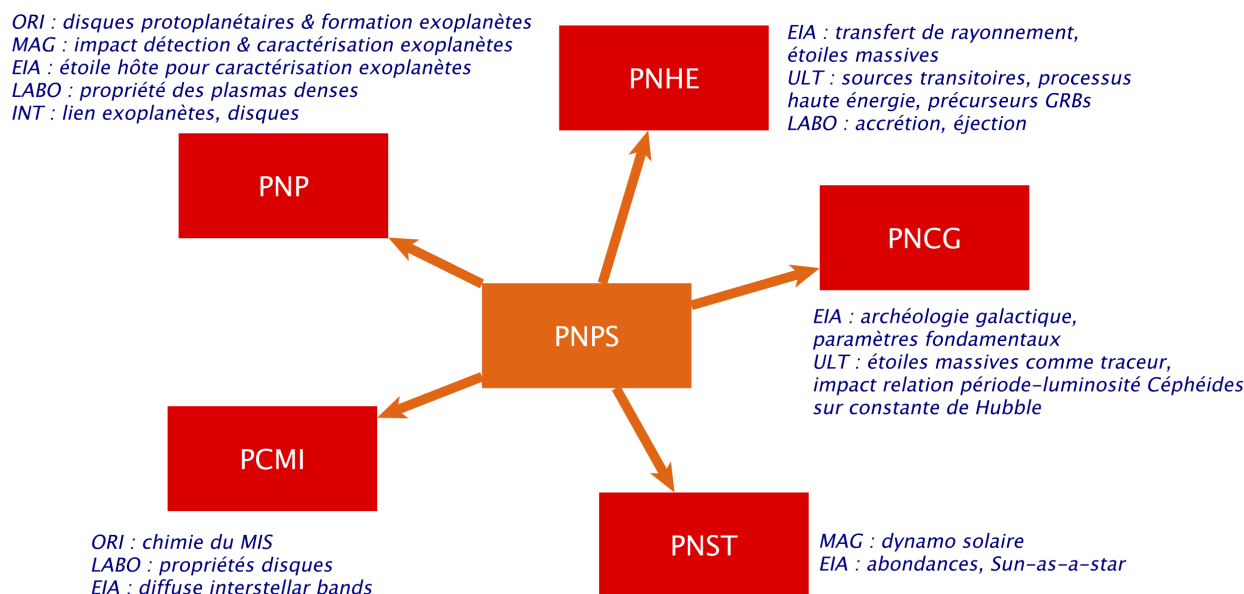 ORI : disques protoplanétaires & formation exoplanètes
MAG : impact détection & caractérisation exoplanètes
EIA : étoile hôte pour caractérisation exoplanètes
LABO : propriété des plasmas denses
INT : lien exoplanètes, disques
PNP
PNHE
EIA : transfert de rayonnement,
étoiles massives
ULT : sources transitoires, processus
haute énergie, précurseurs GRBs
LABO : accrétion, éjection
PNCG
EIA : archéologie galactique,
paramètres fondamentaux
ULT : étoiles massives comme traceur,
impact relation période-luminosité Céphéides
sur constante de Hubble
PNPS
PCMI
ORI : chimie du MIS
LABO : propriétés disques
EIA : diffuse interstellar bands
PNST
MAG : dynamo solaire
EIA : abondances, Sun-as-a-star